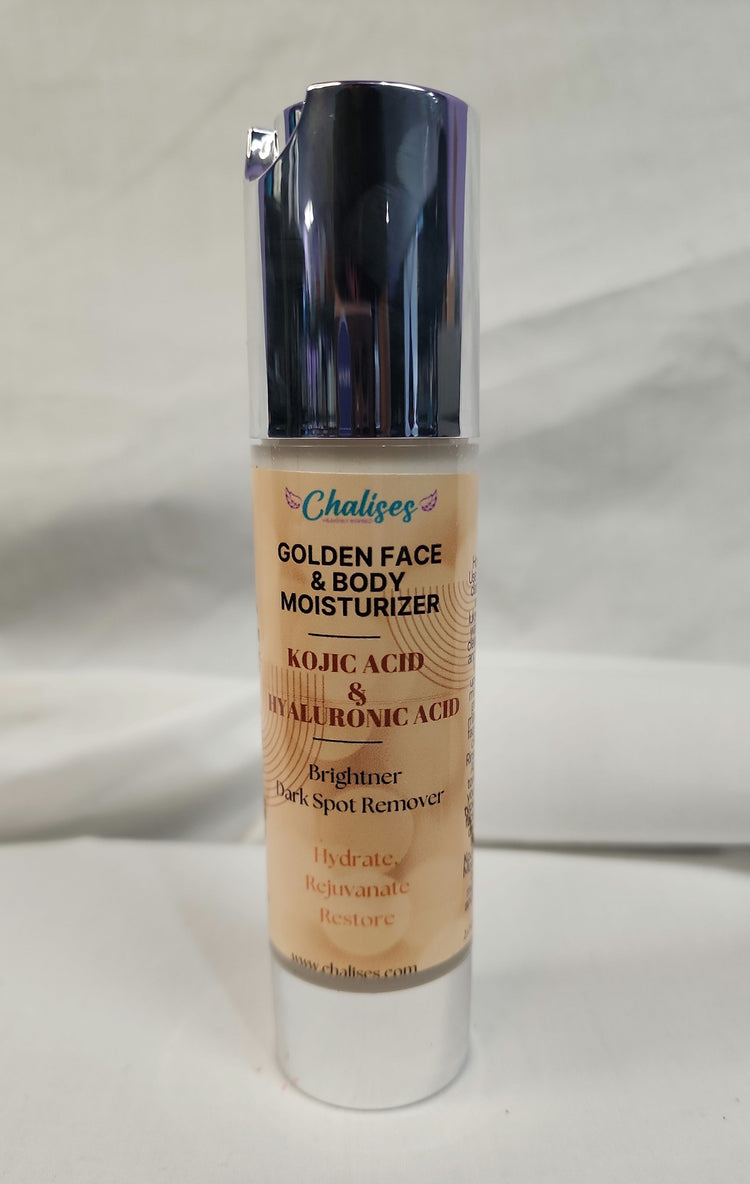 Chalises
GOLDEN FACE
& BODY
MOISTURIZER
KOJIC ACID
&
HYALURONIC ACID
Brightner
Dark Spot Remover
Hydrate,
Rejuvanate
Restore
www.chalises.com